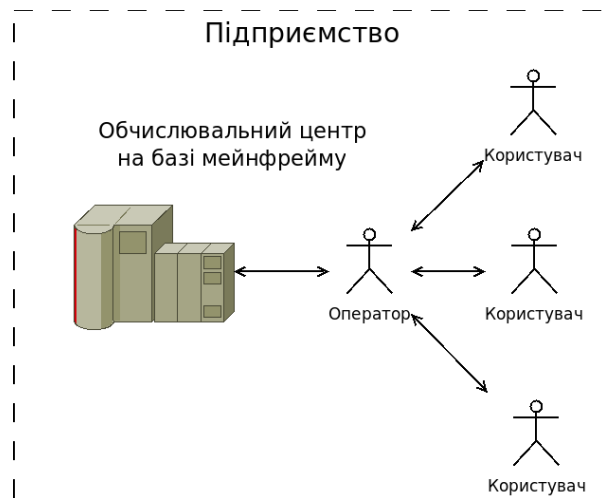 Підприємство
Обчислювальний центр
на базі мейнфрейму
Користувач
Оператор
Користувач
Користувач